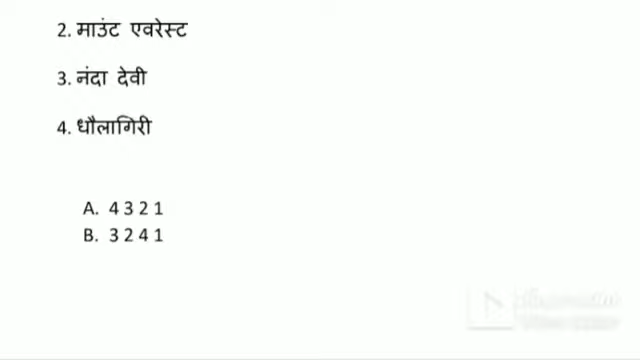 2. माउंट एवरेस्ट
3. नंदा देवी
4. धौलागिरी
A. 4 3 2 1
B. 3 2 4 1